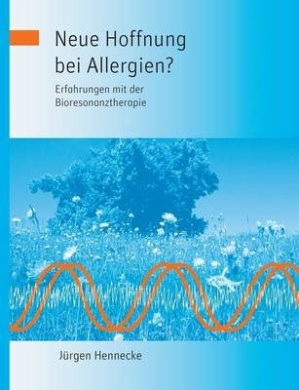 Neue Hoffnung
bei Allergien?
Erfahrungen mit der
Bioresonanztherapie
Jürgen Hennecke